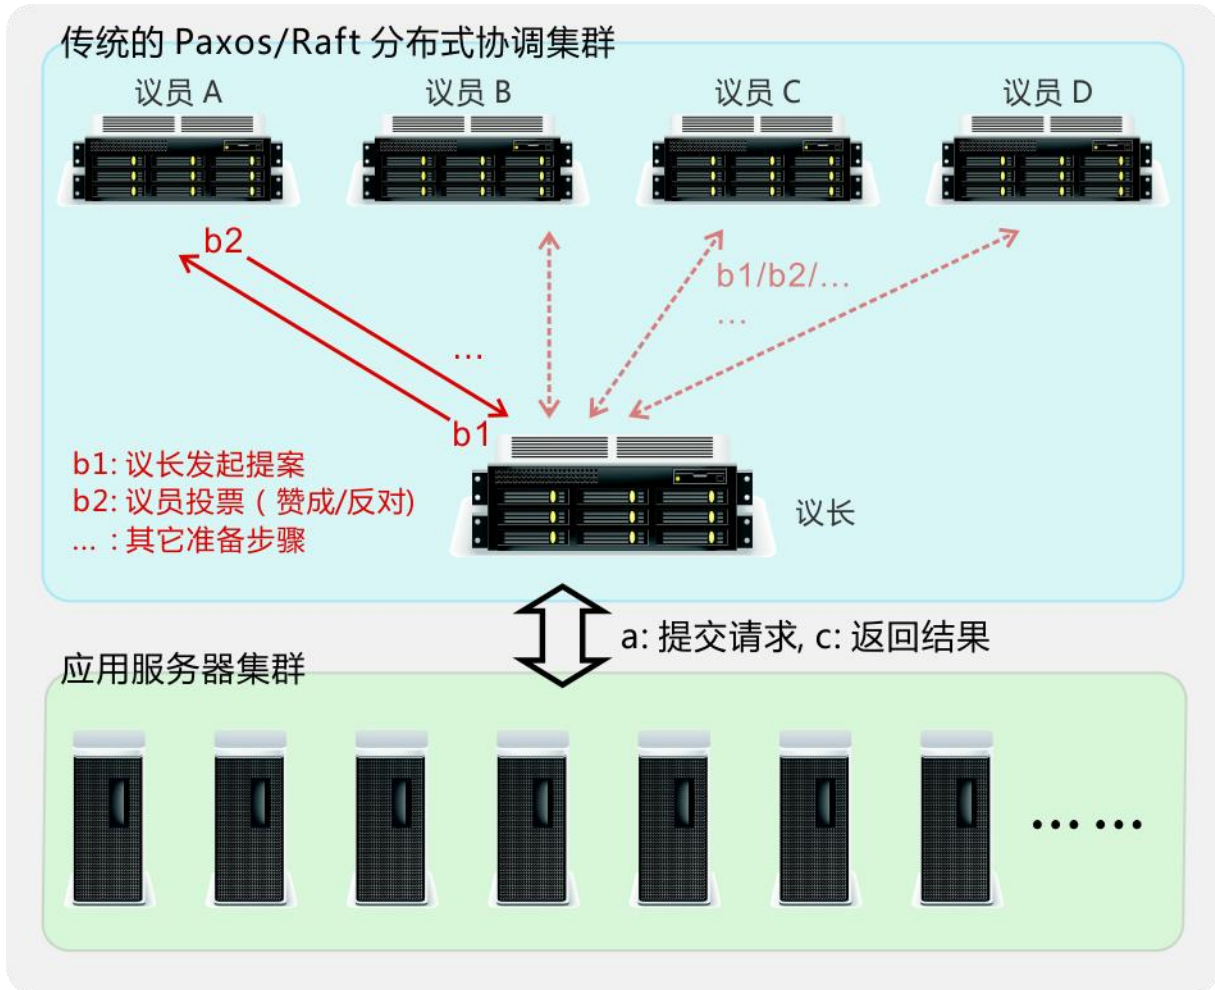 传统的 Paxos/Raft 分布式协调集群
议员 A
议员 B
议员 C
议员 D
b2
b1/b2/…
…
…
b1
b1: 议长发起提案
b2: 议员投票 ( 赞成/反对)
... : 其它准备步骤
议长
a: 提交请求, c: 返回结果
应用服务器集群
… …